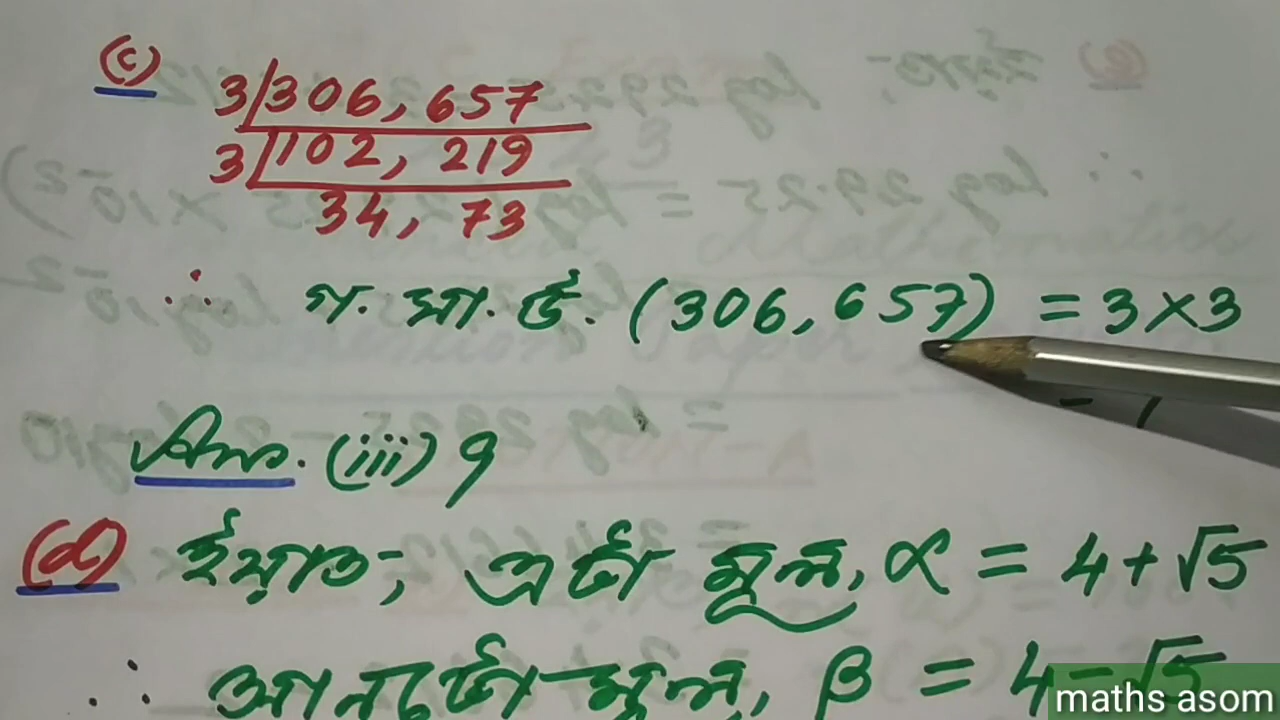 (c)
3/306, 657
3/102, 219
34, 73
∴ গ. সা. উ. (306, 657) = 3×3
Ans. (iii) 9
(d) ইয়াত, এটা মূল, α = 4+√5
∴ আনটো মূল, β = 4-√5
maths asom